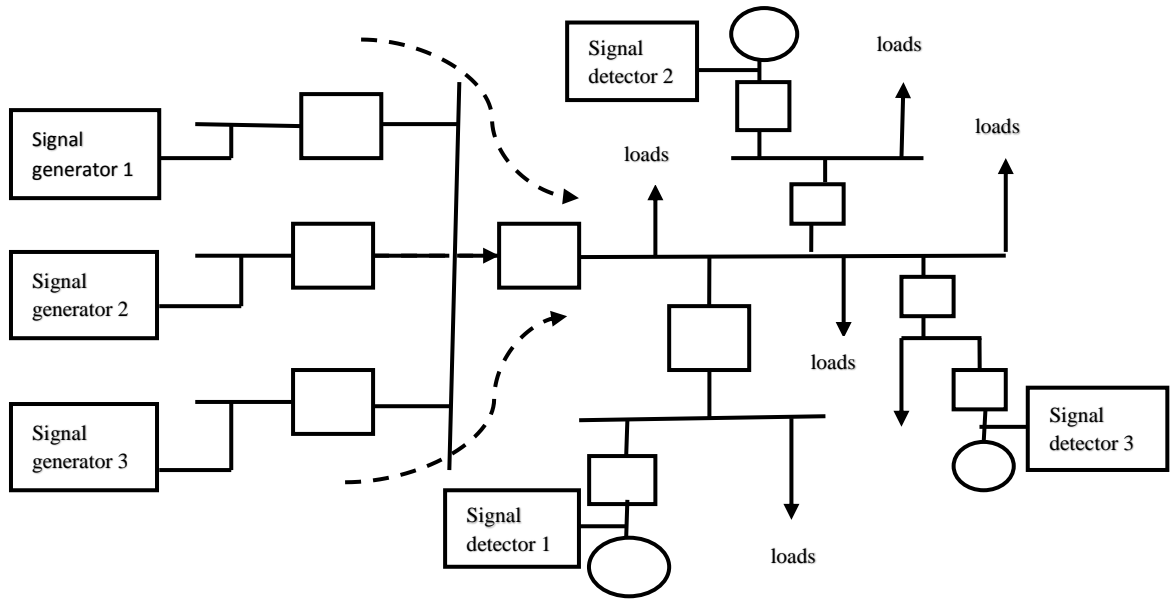 Signal
detector 2
loads
loads
Signal
generator 1
loads
Signal
generator 2
loads
Signal
generator 3
Signal
detector 3
Signal
detector 1
loads